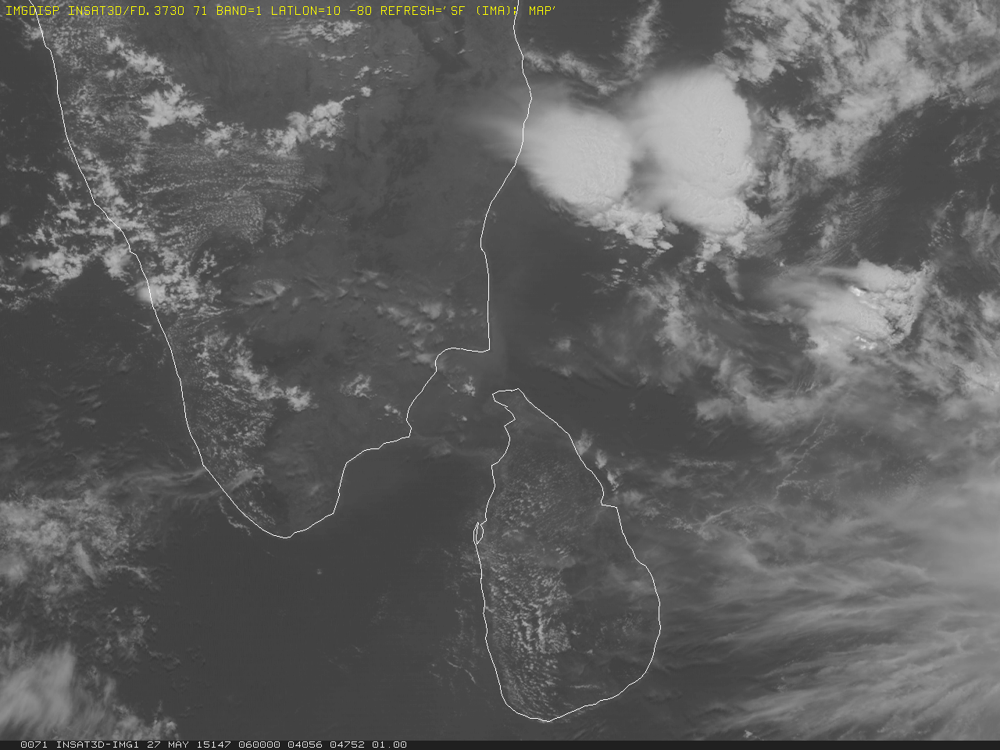 IMGDISP INSAT3D/FD.3730 71 BAND=1 LATLON=10 -80 REFRESH='SF (IMA); MAP'
0071 INSAT3D-IMG1 27 MAY 15147 060000 04056 04752 01.00